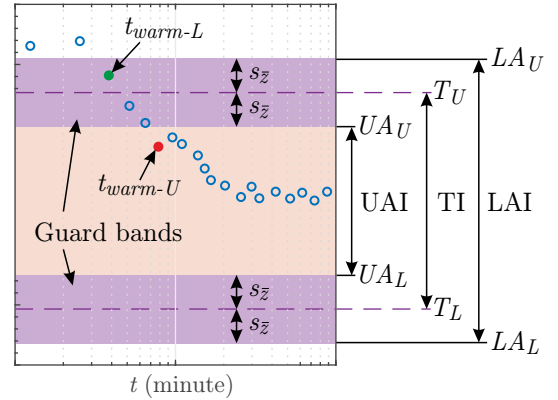 t_warm-L
LA_U
s_z̄
T_U
s_z̄
UA_U
t_warm-U
UAI TI LAI
Guard bands
UA_L
s_z̄
T_L
s_z̄
LA_L
t (minute)